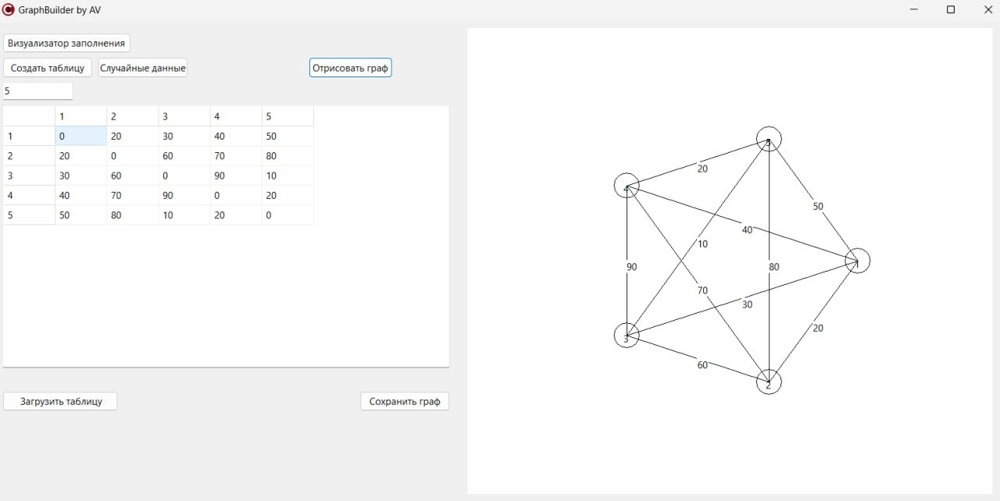 GraphBuilder by AV
Визуализатор заполнения
Создать таблицу Случайные данные Отрисовать граф
5
1 2 3 4 5
1 0 20 30 40 50
2 20 0 60 70 80
3 30 60 0 90 10
4 40 70 90 0 20
5 50 80 10 20 0
Загрузить таблицу Сохранить граф
5
20
4
50
40
10
1
90
80
70
30
20
3
60
2